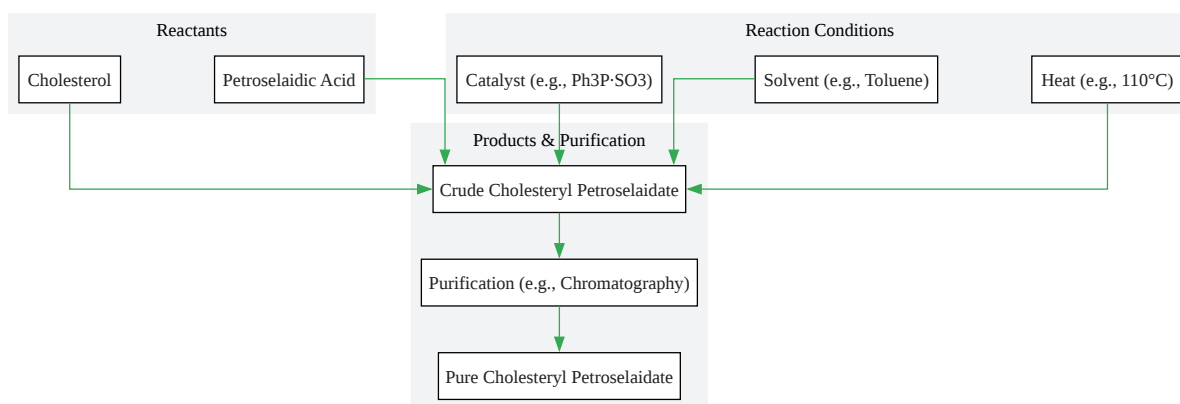 Reactants
Reaction Conditions
Cholesterol
Petroselaidic Acid
Catalyst (e.g., Ph3P·SO3)
Solvent (e.g., Toluene)
Heat (e.g., 110°C)
Products & Purification
Crude Cholesteryl Petroselaidate
Purification (e.g., Chromatography)
Pure Cholesteryl Petroselaidate